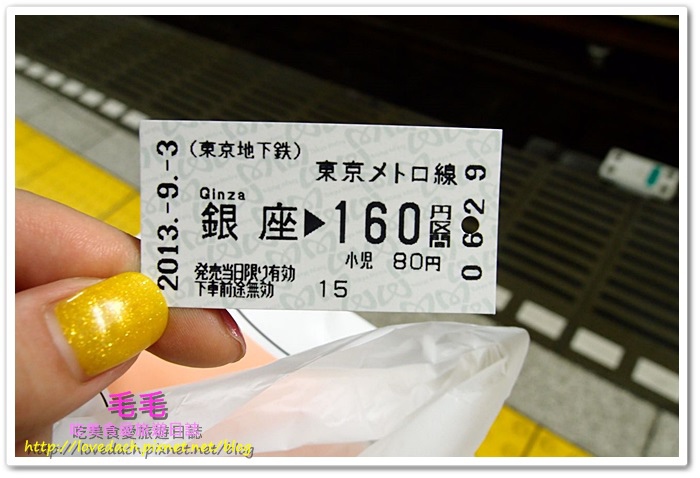 2013.-9.-3
(東京地下鉄)
東京メトロ線
Ginza
銀座▶160円区間
小児 80円
発売当日限り有効
下車前途無効 15
0629
毛毛
吃美食愛旅遊日誌
http://lovedach.pixnet.net/blog